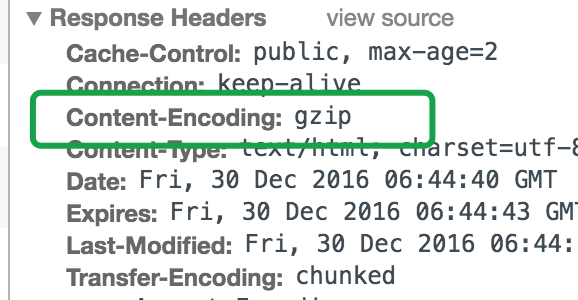 ▼ Response Headers view source
Cache-Control: public, max-age=2
Connection: keep-alive
Content-Encoding: gzip
Content-Type: text/html; charset=utf-8
Date: Fri, 30 Dec 2016 06:44:40 GMT
Expires: Fri, 30 Dec 2016 06:44:43 GMT
Last-Modified: Fri, 30 Dec 2016 06:44:
Transfer-Encoding: chunked